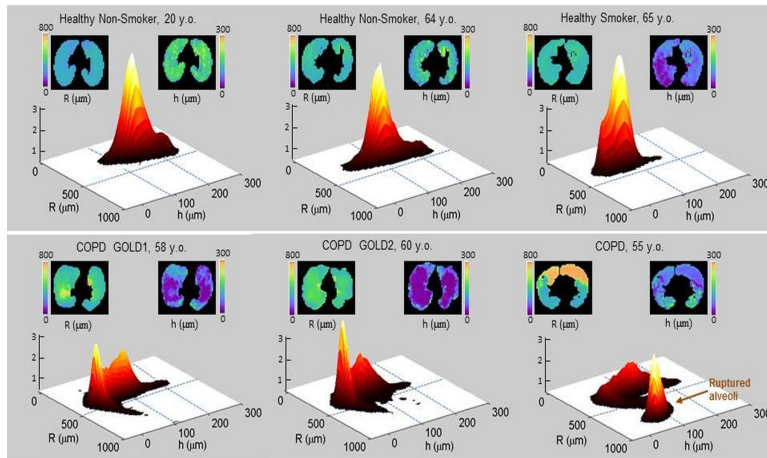 Healthy Non-Smoker, 20 y.o.
800
0
R (µm)
300
0
h (µm)
3
2
1
0
500
1000
R (µm)
0
100
200
300
h (µm)
Healthy Non-Smoker, 64 y.o.
800
0
R (µm)
300
0
h (µm)
3
2
1
0
500
1000
R (µm)
0
100
200
300
h (µm)
Healthy Smoker, 65 y.o.
800
0
R (µm)
300
0
h (µm)
3
2
1
0
500
1000
R (µm)
0
100
200
300
h (µm)
COPD GOLD1, 58 y.o.
800
0
R (µm)
300
0
h (µm)
3
2
1
0
500
1000
R (µm)
0
100
200
300
h (µm)
COPD GOLD2, 60 y.o.
800
0
R (µm)
300
0
h (µm)
3
2
1
0
500
1000
R (µm)
0
100
200
300
h (µm)
COPD, 55 y.o.
800
0
R (µm)
300
0
h (µm)
3
2
1
0
500
1000
R (µm)
0
100
200
300
h (µm)
Ruptured
alveoli